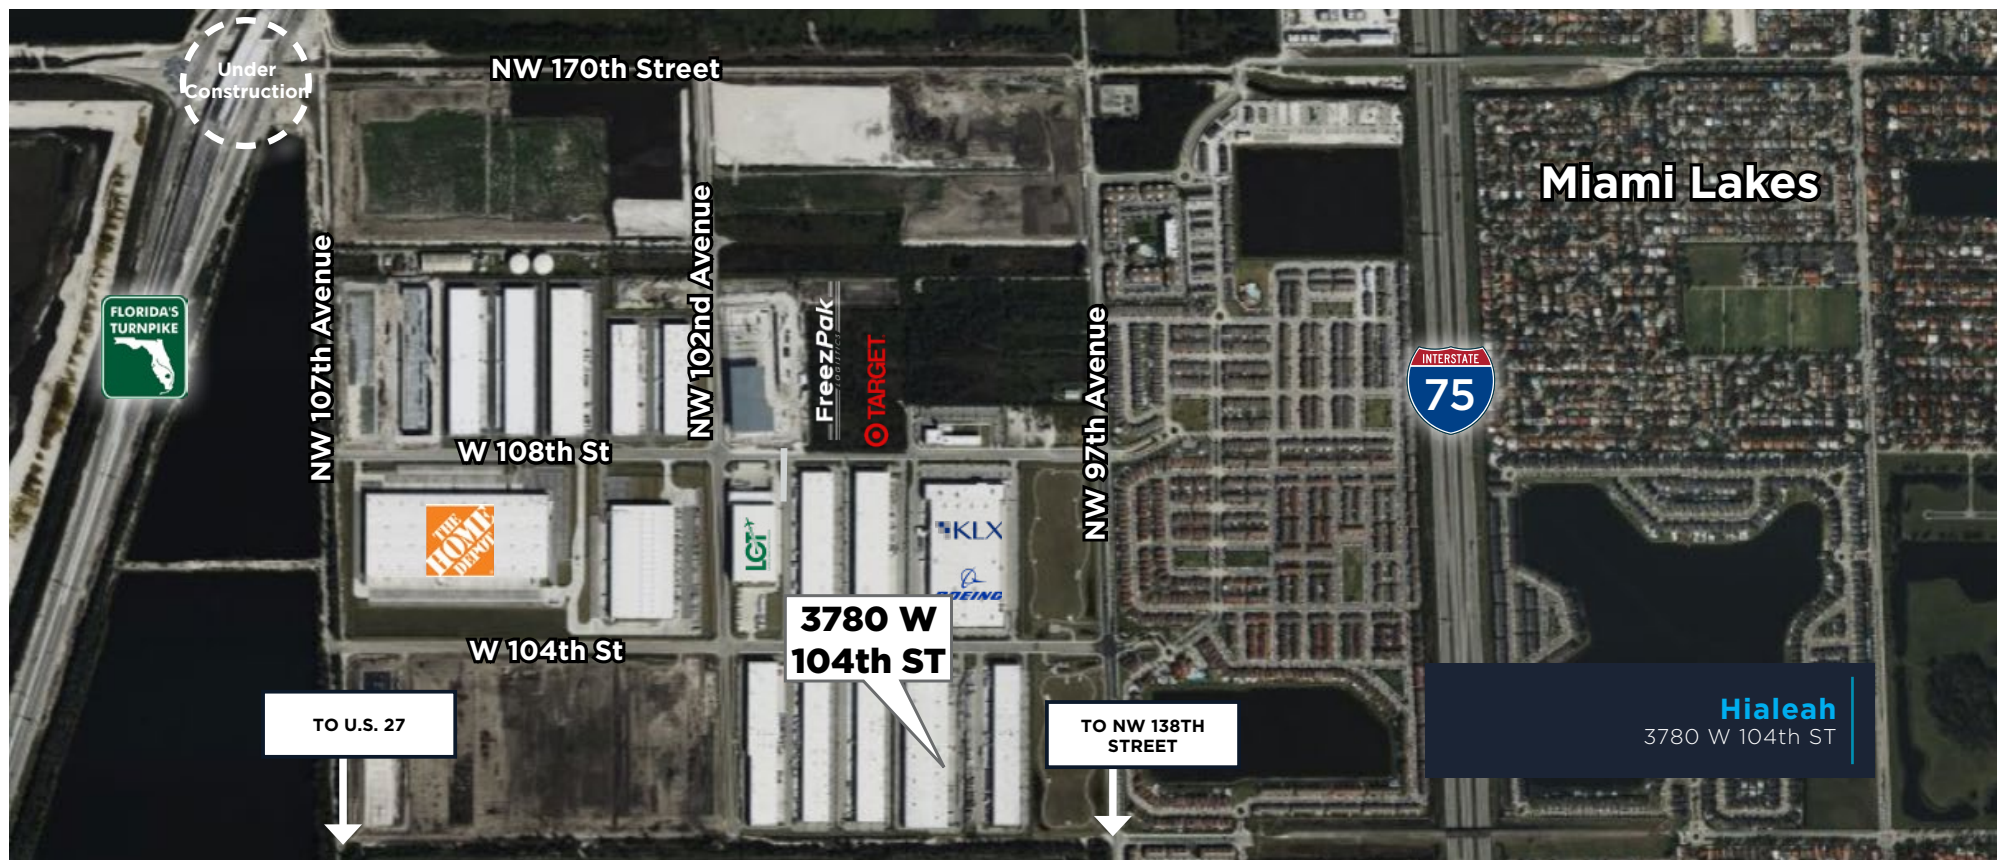 Under
Construction
NW 170th Street
Miami Lakes
FLORIDA'S
TURNPIKE
NW 107th Avenue
NW 102nd Avenue
FreezPak
LOGISTICS
TARGET
NW 97th Avenue
INTERSTATE
75
W 108th St
THE
HOME
DEPOT
LGT
KLX
BOEING
3780 W
104th ST
W 104th St
TO U.S. 27
TO NW 138TH
STREET
Hialeah
3780 W 104th ST